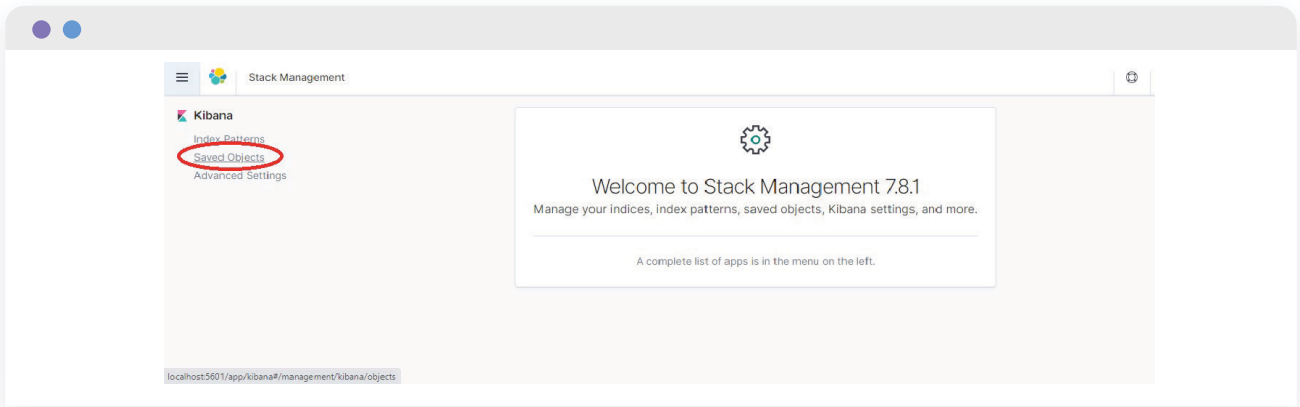 Stack Management
Kibana
Index Patterns
Saved Objects
Advanced Settings
Welcome to Stack Management 7.8.1
Manage your indices, index patterns, saved objects, Kibana settings, and more.
A complete list of apps is in the menu on the left.
localhost:5601/app/kibana#/management/kibana/objects